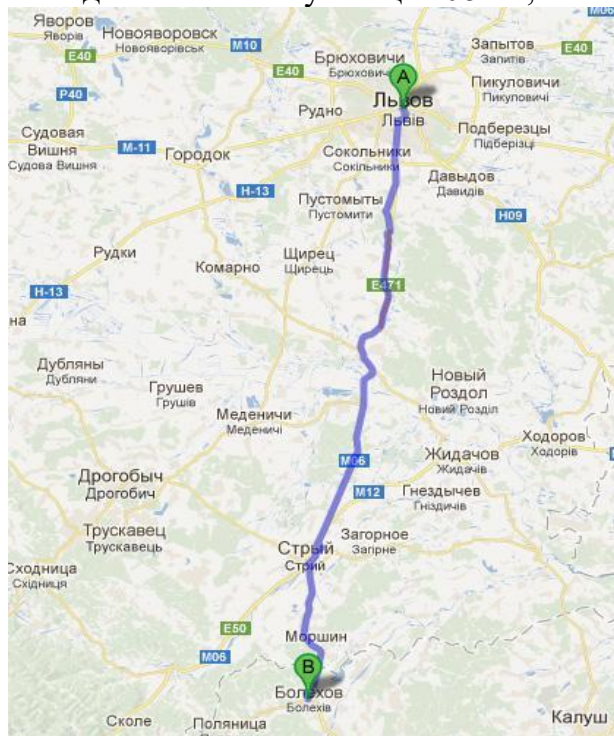 M06
Яворов
Яворів
Новояворовск
Новояворівськ
M10
E40
Брюховичи
Брюховичі
Запытов
Запитів
E40
E40
A
Львов
Львів
Пикуловичи
Пикуловичі
P40
Рудно
Подберезцы
Підберізці
Судовая
Вишня
Судова Вишня
M-11
Городок
Сокольники
Сокільники
Давыдов
Давидів
H-13
Пустомыты
Пустомити
H09
Рудки
Щирец
Щирець
Комарно
E471
H-13
на
Дубляны
Дубляни
Грушев
Грушів
Новый
Роздол
Новий Розділ
Меденичи
Меденичі
Ходоров
Ходорів
Жидачов
Жидачів
M06
Дрогобыч
Дрогобич
M12
Гнездычев
Гніздичів
Трускавец
Трускавець
Загорное
Загірне
Стрый
Стрий
Сходница
Східниця
E50
Моршин
M06
B
Болехов
Болехів
Сколе
Поляница
Калуш